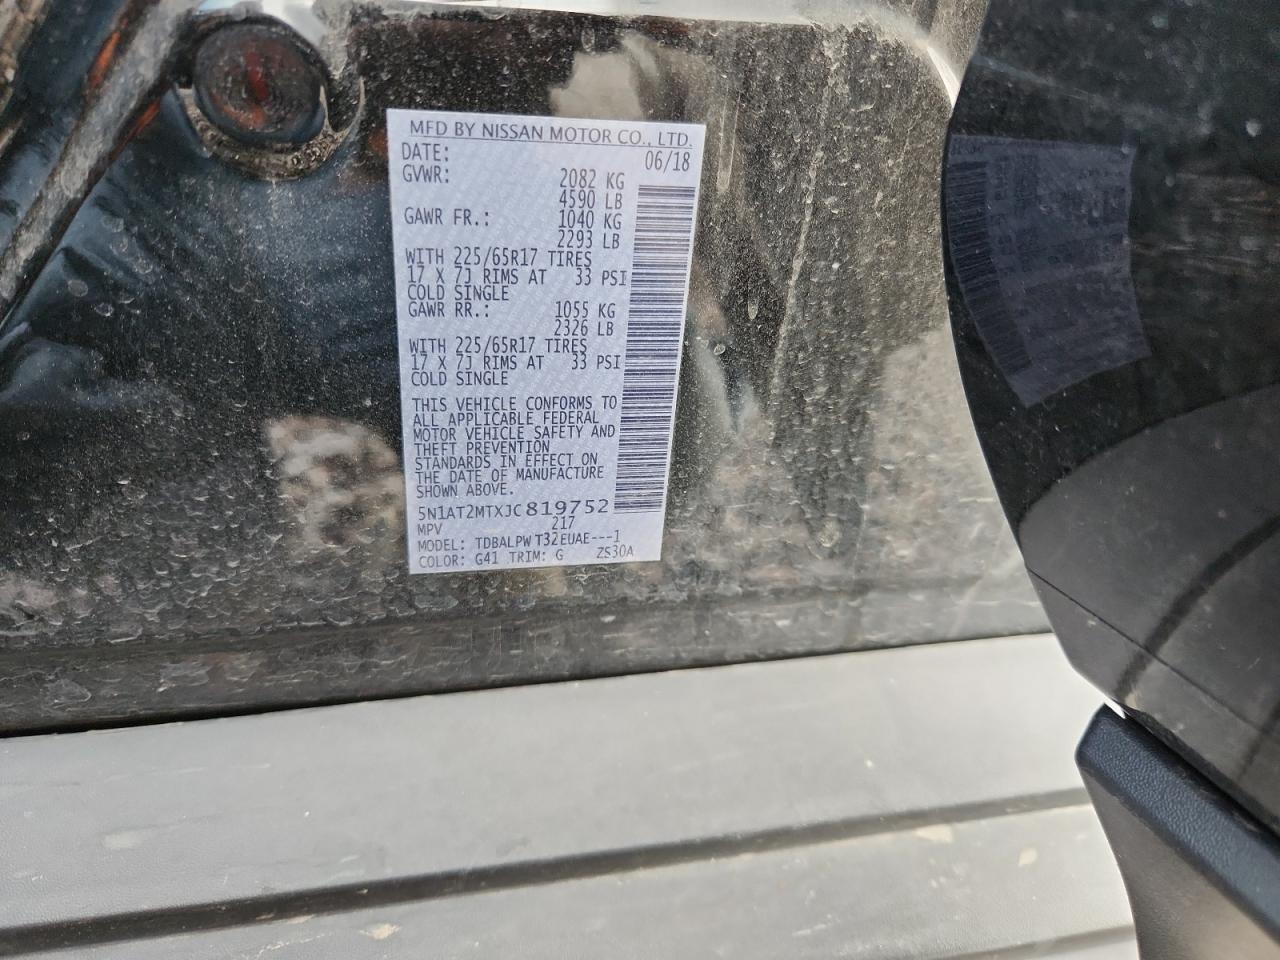 MFD BY NISSAN MOTOR CO., LTD.
DATE: 06/18
GVWR: 2082 KG
4590 LB
GAWR FR.: 1040 KG
2293 LB
WITH 225/65R17 TIRES
17 X 7J RIMS AT 33 PSI
COLD SINGLE
GAWR RR.: 1055 KG
2326 LB
WITH 225/65R17 TIRES
17 X 7J RIMS AT 33 PSI
COLD SINGLE
THIS VEHICLE CONFORMS TO
ALL APPLICABLE FEDERAL
MOTOR VEHICLE SAFETY AND
THEFT PREVENTION
STANDARDS IN EFFECT ON
THE DATE OF MANUFACTURE
SHOWN ABOVE.
5N1AT2MTXJC819752
MPV 217
MODEL: TDBALPW T32EUAE---1
COLOR: G41 TRIM: G ZS30A